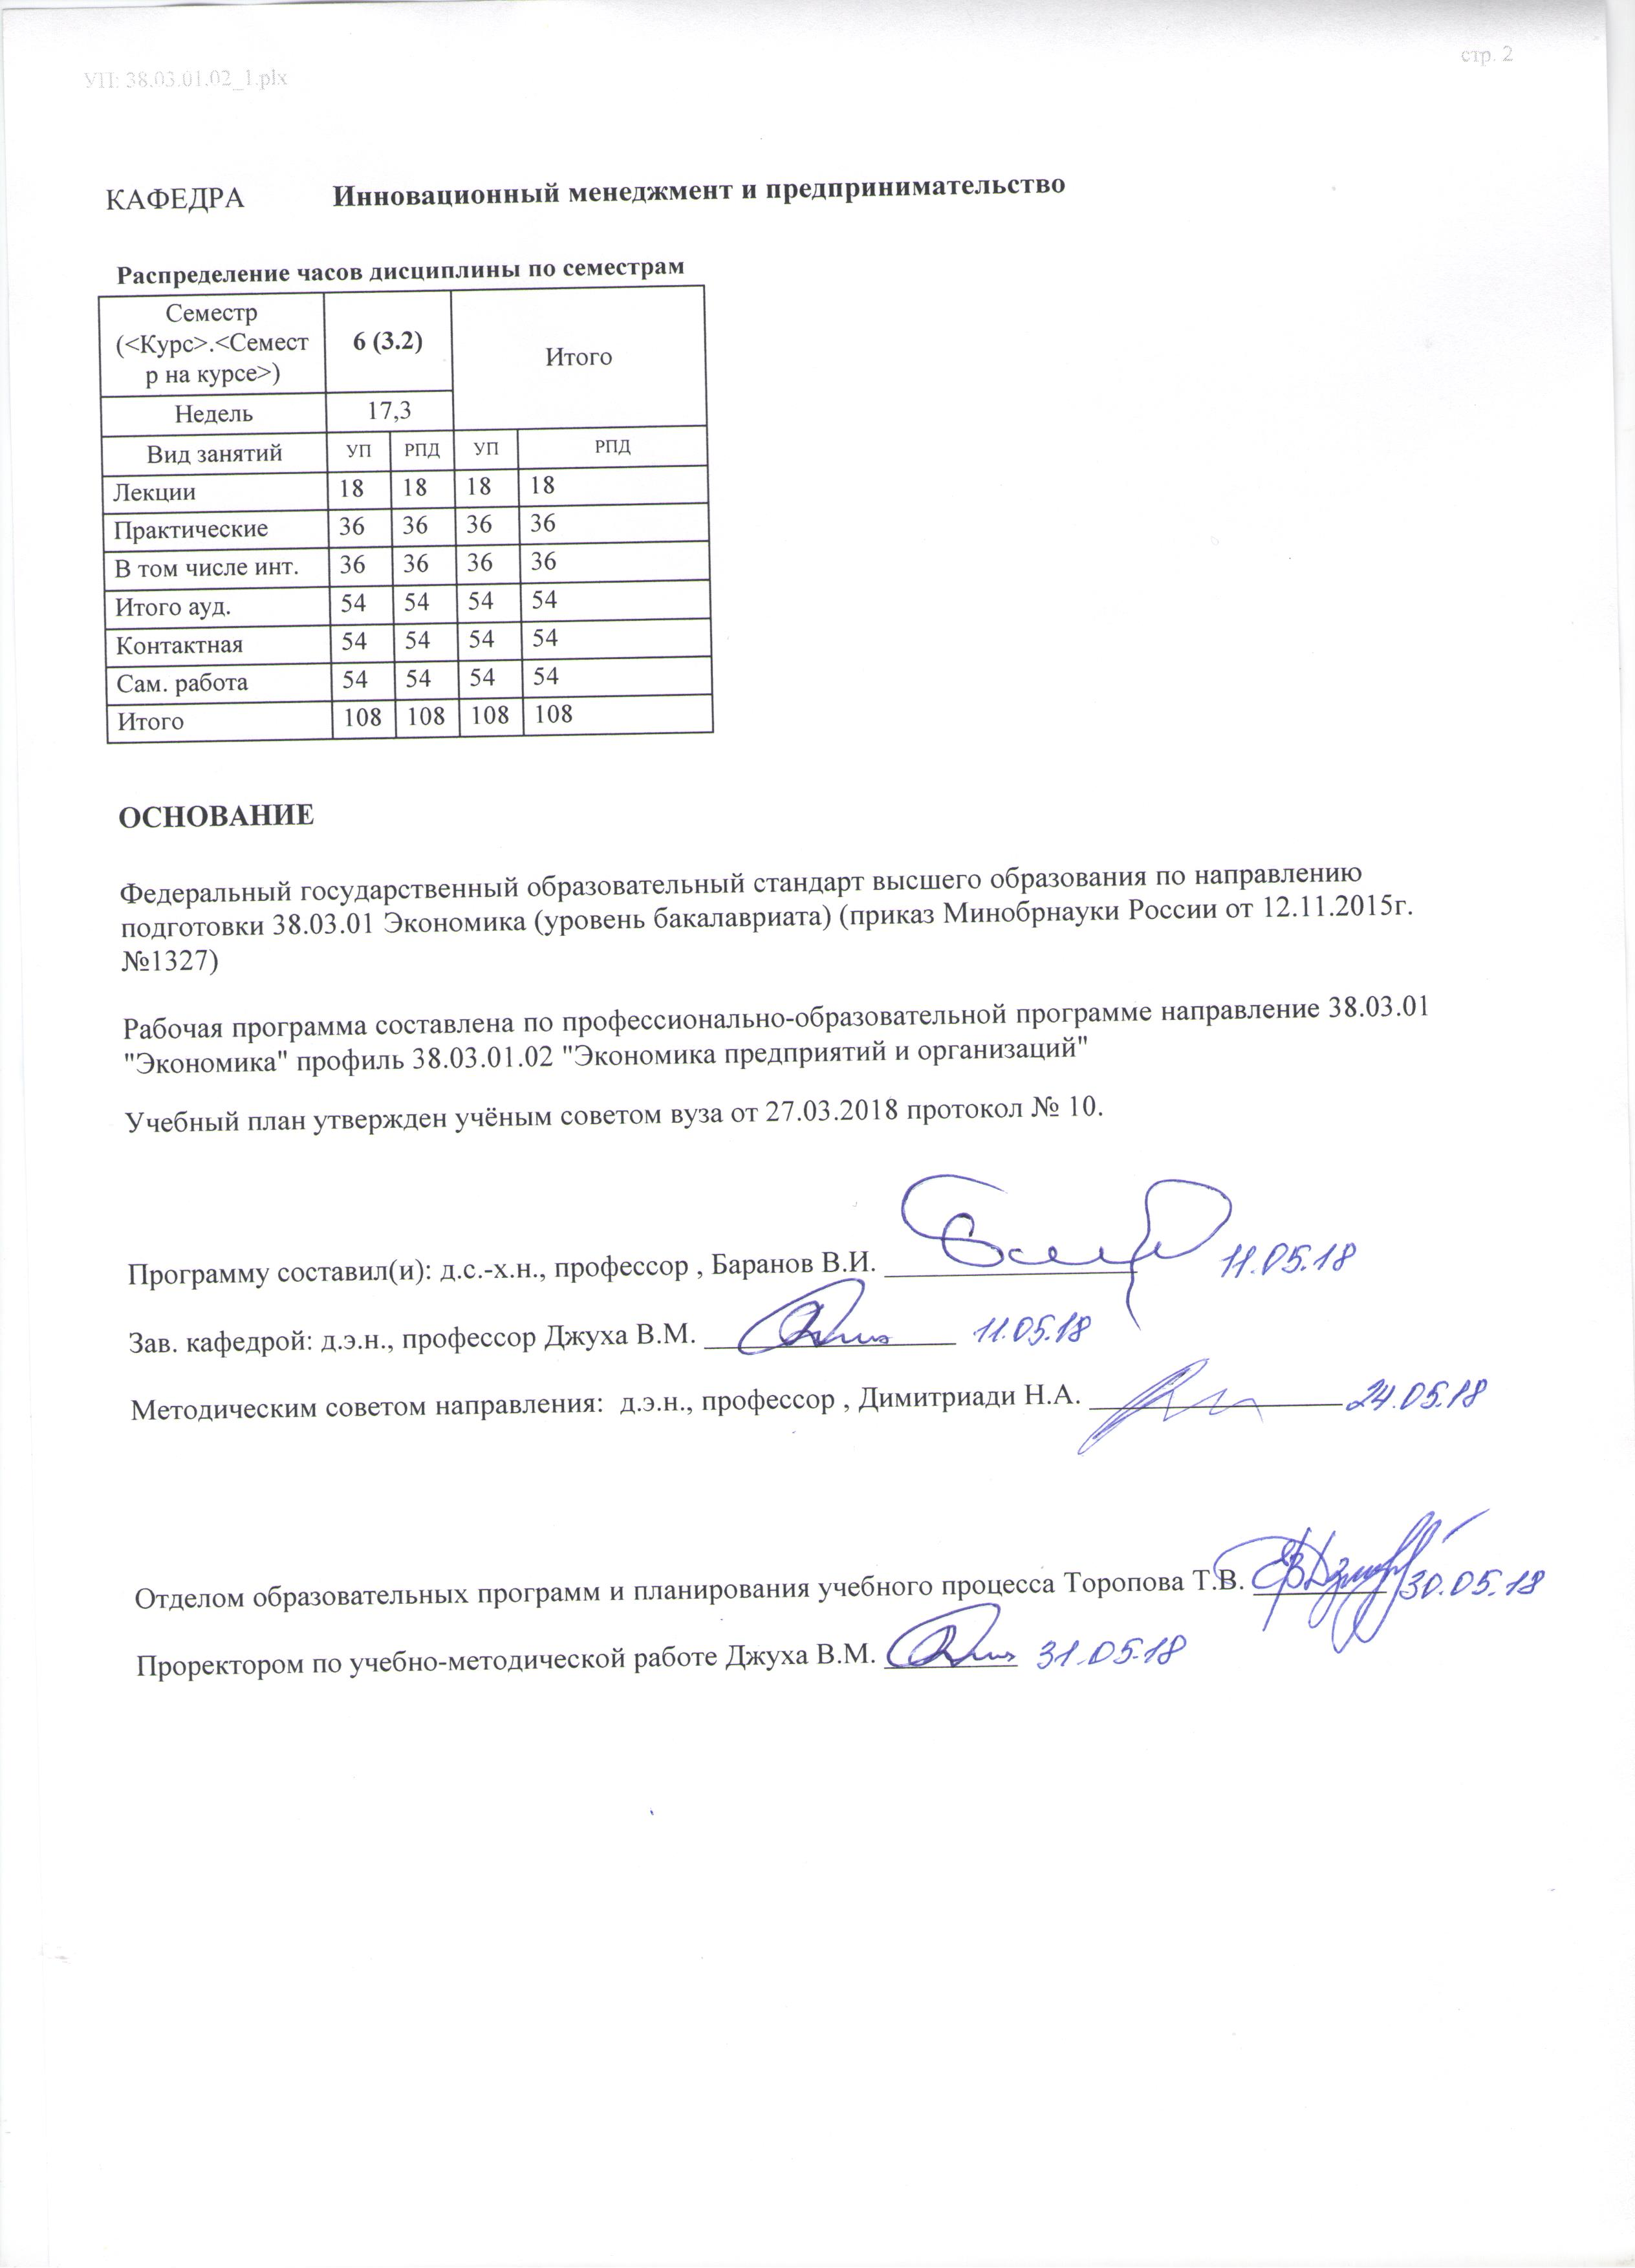 УП: 38.03.01.02_1.plx
стр. 2
КАФЕДРА Инновационный менеджмент и предпринимательство
Распределение часов дисциплины по семестрам
Семестр
(<Курс>.<Семест
р на курсе>)
6 (3.2)
Итого
Недель 17,3
Вид занятий УП РПД УП РПД
Лекции 18 18 18 18
Практические 36 36 36 36
В том числе инт. 36 36 36 36
Итого ауд. 54 54 54 54
Контактная 54 54 54 54
Сам. работа 54 54 54 54
Итого 108 108 108 108
ОСНОВАНИЕ
Федеральный государственный образовательный стандарт высшего образования по направлению
подготовки 38.03.01 Экономика (уровень бакалавриата) (приказ Минобрнауки России от 12.11.2015г.
№1327)
Рабочая программа составлена по профессионально-образовательной программе направление 38.03.01
"Экономика" профиль 38.03.01.02 "Экономика предприятий и организаций"
Учебный план утвержден учёным советом вуза от 27.03.2018 протокол № 10.
Программу составил(и): д.с.-х.н., профессор , Баранов В.И. 11.05.18
Зав. кафедрой: д.э.н., профессор Джуха В.М. 11.05.18
Методическим советом направления: д.э.н., профессор , Димитриади Н.А. 24.05.18
Отделом образовательных программ и планирования учебного процесса Торопова Т.В. 30.05.18
Проректором по учебно-методической работе Джуха В.М. 31.05.18